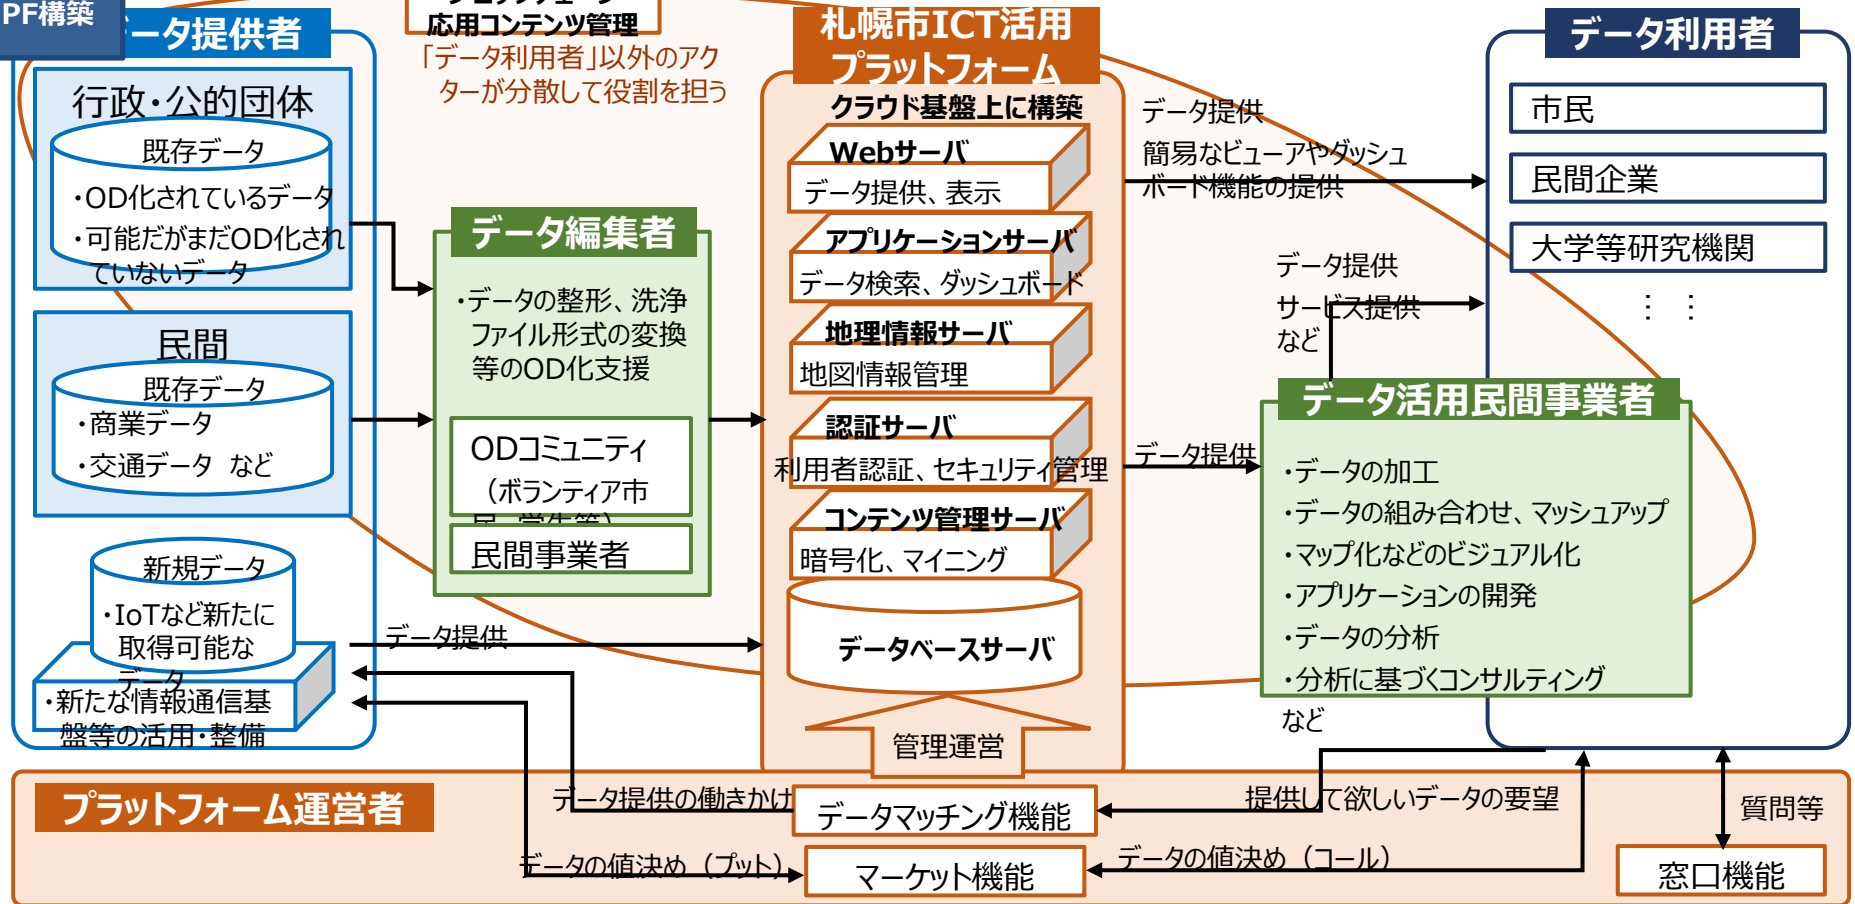 PF構築
ータ提供者
行政・公的団体
既存データ
・OD化されているデータ
・可能だがまだOD化され
ていないデータ
民間
既存データ
・商業データ
・交通データ など
新規データ
・IoTなど新たに
取得可能な
データ
・新たな情報通信基
盤等の活用・整備
応用コンテンツ管理
「データ利用者」以外のアク
ターが分散して役割を担う
データ編集者
・データの整形、洗浄
ファイル形式の変換
等のOD化支援
ODコミュニティ
（ボランティア市
民、学生等）
民間事業者
データ提供
札幌市ICT活用
プラットフォーム
クラウド基盤上に構築
Webサーバ
データ提供、表示
アプリケーションサーバ
データ検索、ダッシュボード
地理情報サーバ
地図情報管理
認証サーバ
利用者認証、セキュリティ管理
コンテンツ管理サーバ
暗号化、マイニング
データベースサーバ
管理運営
データ提供
簡易なビューアやダッシュ
ボード機能の提供
データ提供
サービス提供
など
データ提供
データ利用者
市民
民間企業
大学等研究機関
： ：
データ活用民間事業者
・データの加工
・データの組み合わせ、マッシュアップ
・マップ化などのビジュアル化
・アプリケーションの開発
・データの分析
・分析に基づくコンサルティング
など
プラットフォーム運営者
データ提供の働きかけ
データマッチング機能
提供して欲しいデータの要望
データの値決め（プット）
マーケット機能
データの値決め（コール）
質問等
窓口機能